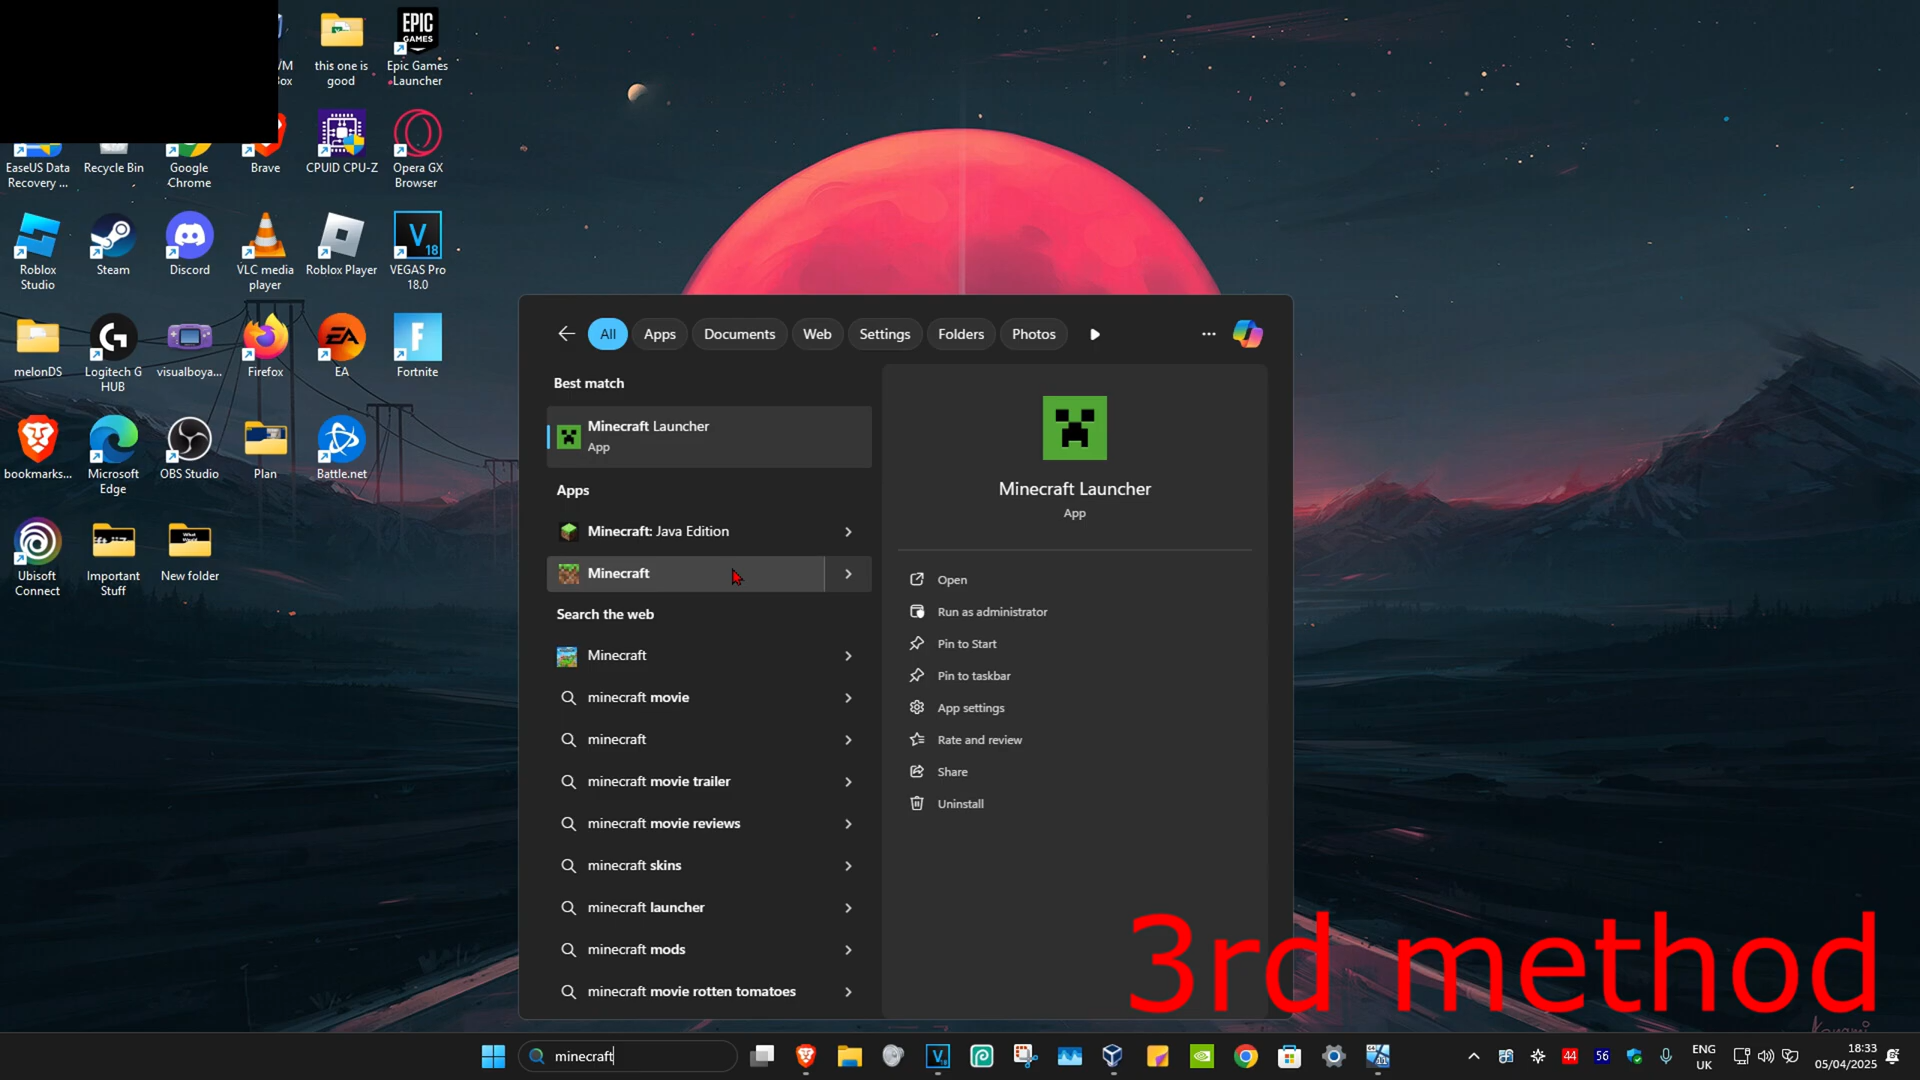 /M
Box
this one is
good
EPIC
GAMES
Epic Games
Launcher
EaseUS Data
Recovery ...
Recycle Bin
Google
Chrome
Brave
CPUID CPU-Z
Opera GX
Browser
Roblox
Studio
Steam
Discord
VLC media
player
Roblox Player
V
18
VEGAS Pro
18.0
melonDS
Logitech G
HUB
visualboya...
Firefox
EA
EA
Fortnite
bookmarks...
Microsoft
Edge
OBS Studio
Plan
Battle.net
Ubisoft
Connect
Important
Stuff
New folder
All
Apps
Documents
Web
Settings
Folders
Photos
Best match
Minecraft Launcher
App
Apps
Minecraft: Java Edition
Minecraft
Search the web
Minecraft
minecraft movie
minecraft
minecraft movie trailer
minecraft movie reviews
minecraft skins
minecraft launcher
minecraft mods
minecraft movie rotten tomatoes
Minecraft Launcher
App
Open
Run as administrator
Pin to Start
Pin to taskbar
App settings
Rate and review
Share
Uninstall
3rd method
minecraft
44
56
ENG
UK
18:33
05/04/2025